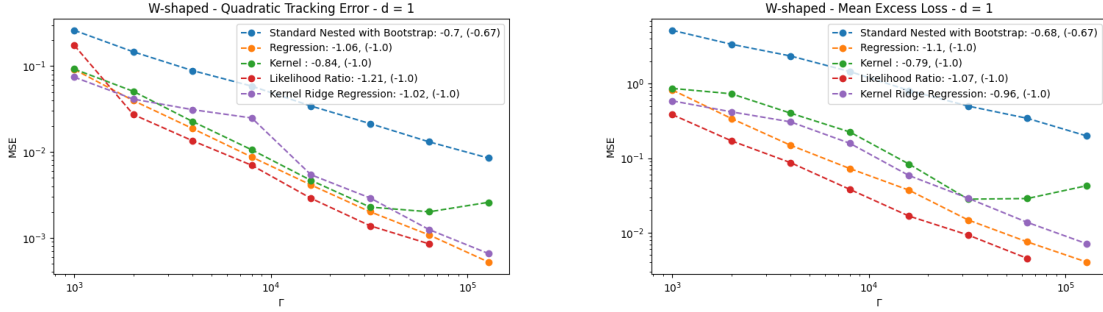 W-shaped - Quadratic Tracking Error - d = 1
Standard Nested with Bootstrap: -0.7, (-0.67)
Regression: -1.06, (-1.0)
Kernel : -0.84, (-1.0)
Likelihood Ratio: -1.21, (-1.0)
Kernel Ridge Regression: -1.02, (-1.0)
MSE
10⁻¹
10⁻²
10⁻³
10³
10⁴
10⁵
Γ
W-shaped - Mean Excess Loss - d = 1
Standard Nested with Bootstrap: -0.68, (-0.67)
Regression: -1.1, (-1.0)
Kernel : -0.79, (-1.0)
Likelihood Ratio: -1.07, (-1.0)
Kernel Ridge Regression: -0.96, (-1.0)
MSE
10⁰
10⁻¹
10⁻²
10³
10⁴
10⁵
Γ